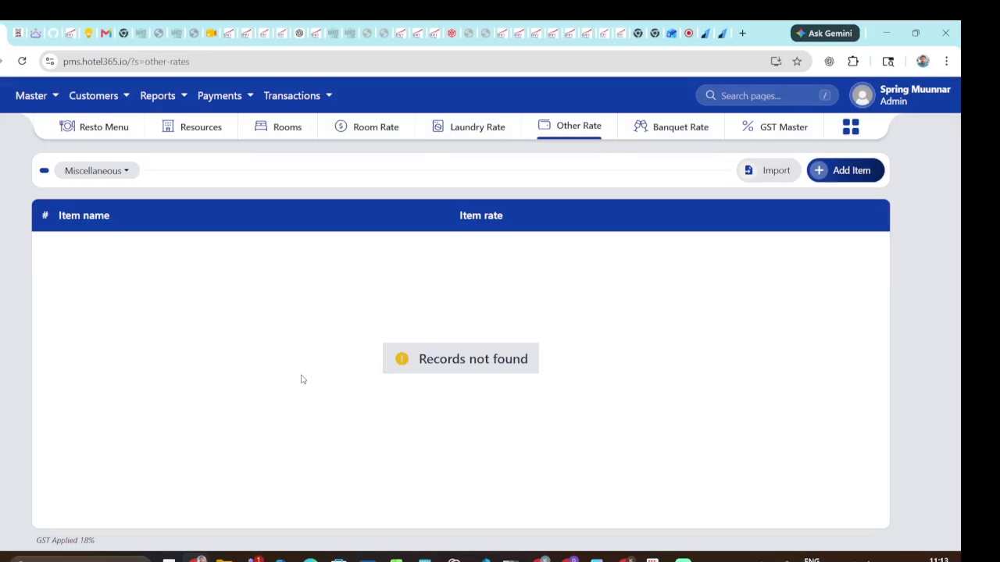 Ask Gemini
pms.hotel365.io/?s=other-rates
Master Customers Reports Payments Transactions
Search pages... /
Spring Muunnar
Admin
Resto Menu Resources Rooms Room Rate Laundry Rate Other Rate Banquet Rate GST Master
Miscellaneous
Import
Add Item
# Item name Item rate
Records not found
GST Applied 18%
ENG 11:13